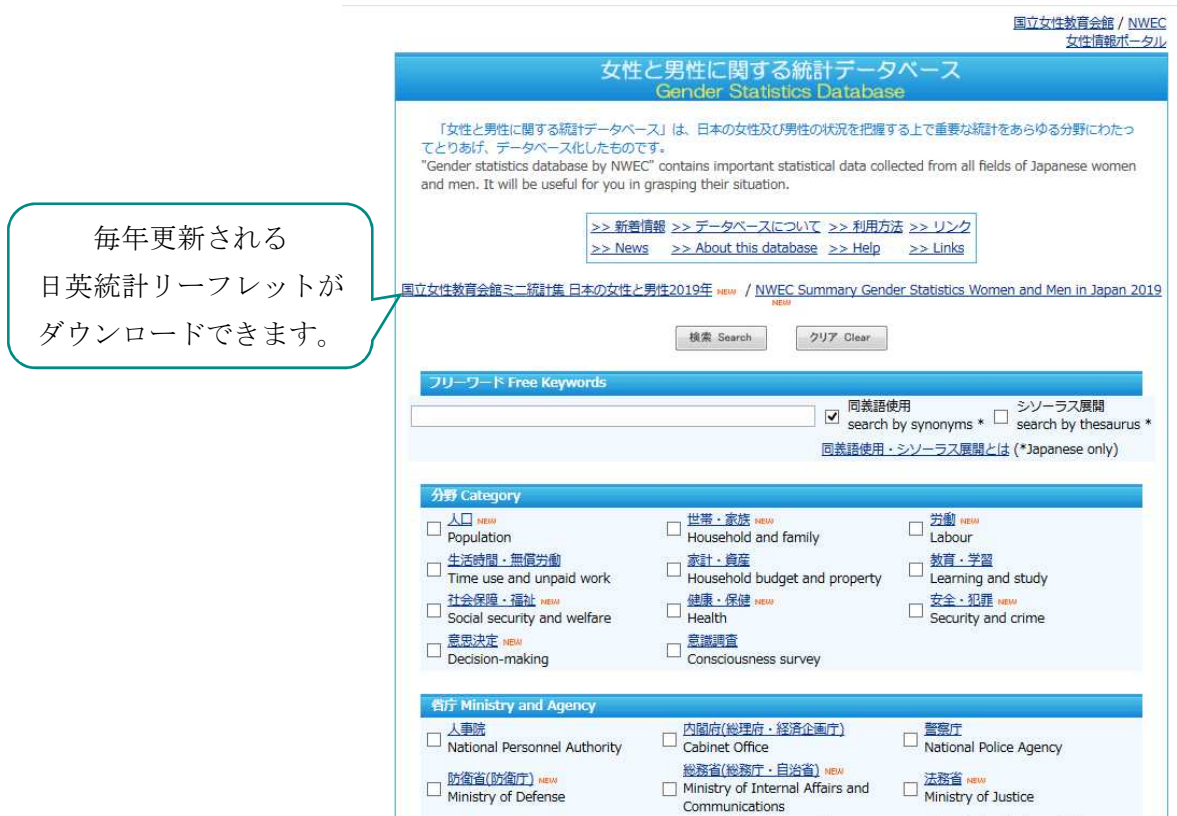 国立女性教育会館 / NWEC
女性情報ポータル
女性と男性に関する統計データベース
Gender Statistics Database
「女性と男性に関する統計データベース」は、日本の女性及び男性の状況を把握する上で重要な統計をあらゆる分野にわたっ
てとりあげ、データベース化したものです。
"Gender statistics database by NWEC" contains important statistical data collected from all fields of Japanese women
and men. It will be useful for you in grasping their situation.
毎年更新される
日英統計リーフレットが
ダウンロードできます。
>> 新着情報 >> データベースについて >> 利用方法 >> リンク
>> News >> About this database >> Help >> Links
国立女性教育会館ミニ統計集 日本の女性と男性2019年 NEW / NWEC Summary Gender Statistics Women and Men in Japan 2019
NEW
検索 Search クリア Clear
フリーワード Free Keywords
同義語使用 シソーラス展開
search by synonyms * search by thesaurus *
同義語使用・シソーラス展開とは (*Japanese only)
分野 Category
人口 NEW 世帯・家族 NEW 労働 NEW
Population Household and family Labour
生活時間・無償労働 家計・資産 教育・学習
Time use and unpaid work Household budget and property Learning and study
社会保障・福祉 NEW 健康・保健 NEW 安全・犯罪 NEW
Social security and welfare Health Security and crime
意思決定 NEW 意識調査
Decision-making Consciousness survey
省庁 Ministry and Agency
人事院 内閣府(総理府・経済企画庁) 警察庁
National Personnel Authority Cabinet Office National Police Agency
防衛省(防衛庁) NEW 総務省(総務庁・自治省) NEW 法務省 NEW
Ministry of Defense Ministry of Internal Affairs and Ministry of Justice
Communications